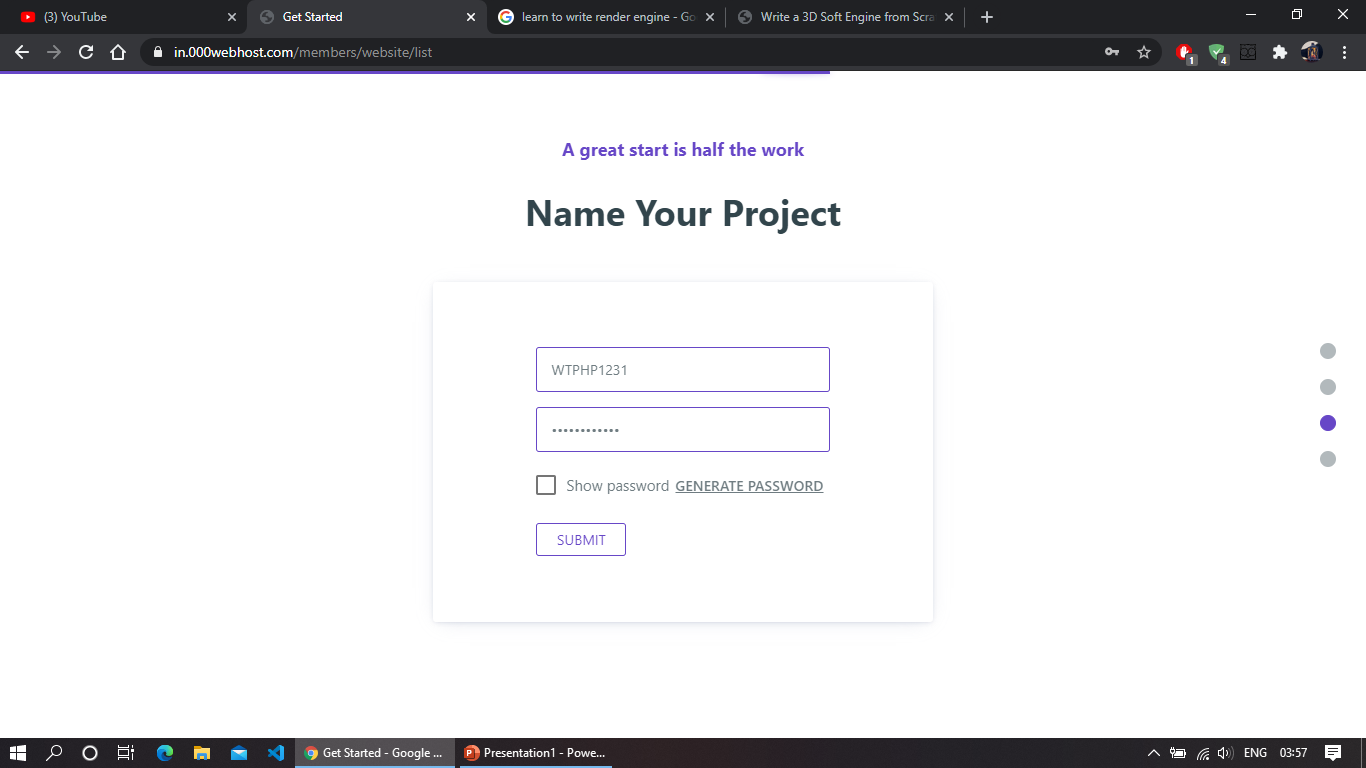 (3) YouTube
Get Started
learn to write render engine - Go
Write a 3D Soft Engine from Scra
in.000webhost.com/members/website/list
1
4
A great start is half the work
Name Your Project
WTPHP1231
••••••••••••
Show password GENERATE PASSWORD
SUBMIT
Get Started - Google ...
Presentation1 - Powe...
ENG
03:57